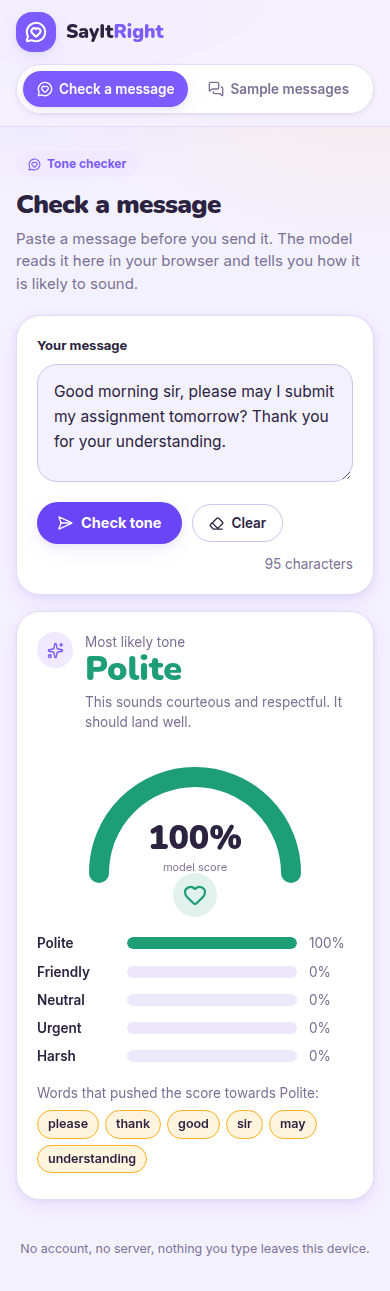 SayItRight
Check a message
Sample messages
Tone checker
Check a message
Paste a message before you send it. The model
reads it here in your browser and tells you how it
is likely to sound.
Your message
Good morning sir, please may I submit
my assignment tomorrow? Thank you
for your understanding.
Check tone
Clear
95 characters
Most likely tone
Polite
This sounds courteous and respectful. It
should land well.
100%
model score
Polite 100%
Friendly 0%
Neutral 0%
Urgent 0%
Harsh 0%
Words that pushed the score towards Polite:
please thank good sir may
understanding
No account, no server, nothing you type leaves this device.